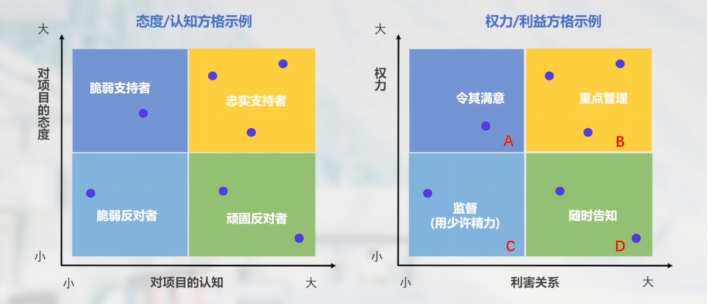 态度/认知方格示例
大
对项目的态度
脆弱支持者
忠实支持者
脆弱反对者
顽固反对者
小
小
对项目的认知
大
权力/利益方格示例
大
权力
令其满意
A
重点管理
B
监督
(用少许精力)
C
随时告知
D
小
小
利害关系
大